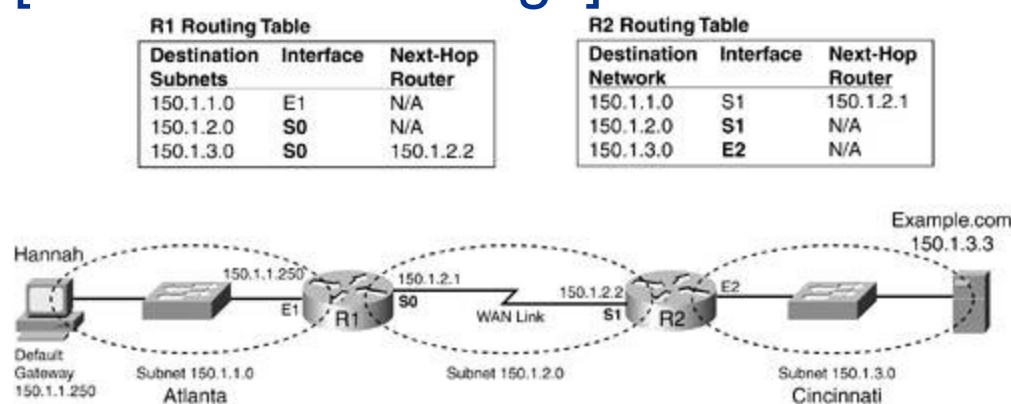 R1 Routing Table
Destination Subnets Interface Next-Hop Router
150.1.1.0 E1 N/A
150.1.2.0 S0 N/A
150.1.3.0 S0 150.1.2.2
R2 Routing Table
Destination Network Interface Next-Hop Router
150.1.1.0 S1 150.1.2.1
150.1.2.0 S1 N/A
150.1.3.0 E2 N/A
Example.com
150.1.3.3
Hannah
150.1.1.250
150.1.2.1
150.1.2.2
E2
E1
R1
S0
WAN Link
S1
R2
Default
Gateway
150.1.1.250
Subnet 150.1.1.0
Atlanta
Subnet 150.1.2.0
Subnet 150.1.3.0
Cincinnati